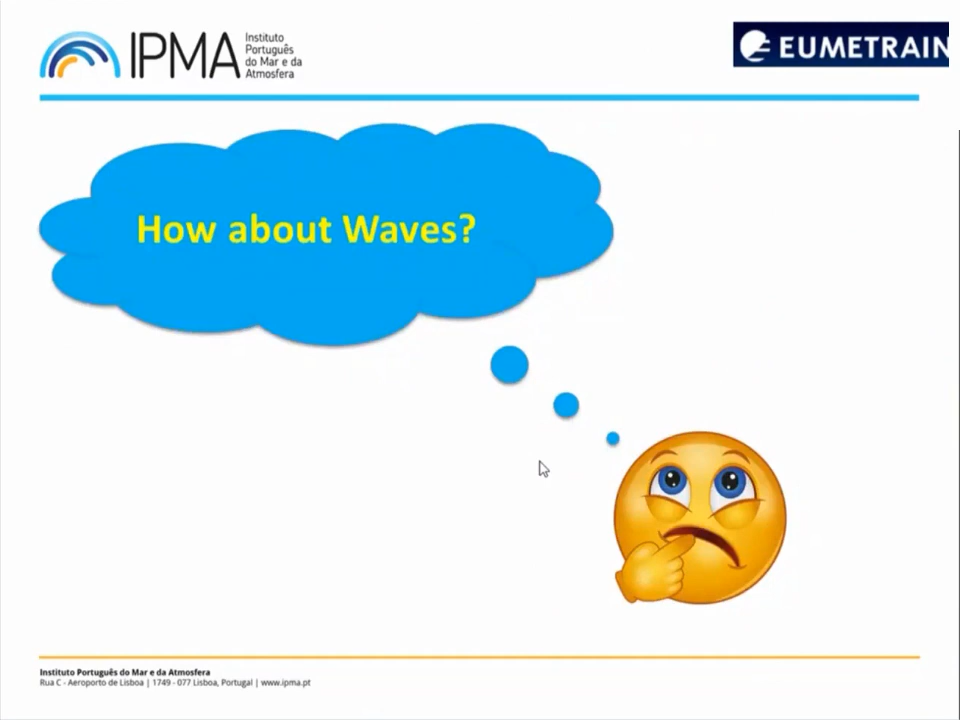 IPMA
Instituto
Português
do Mar e da
Atmosfera
EUMETRAIN
How about Waves?
Instituto Português do Mar e da Atmosfera
Rua C - Aeroporto de Lisboa | 1749 - 077 Lisboa, Portugal | www.ipma.pt